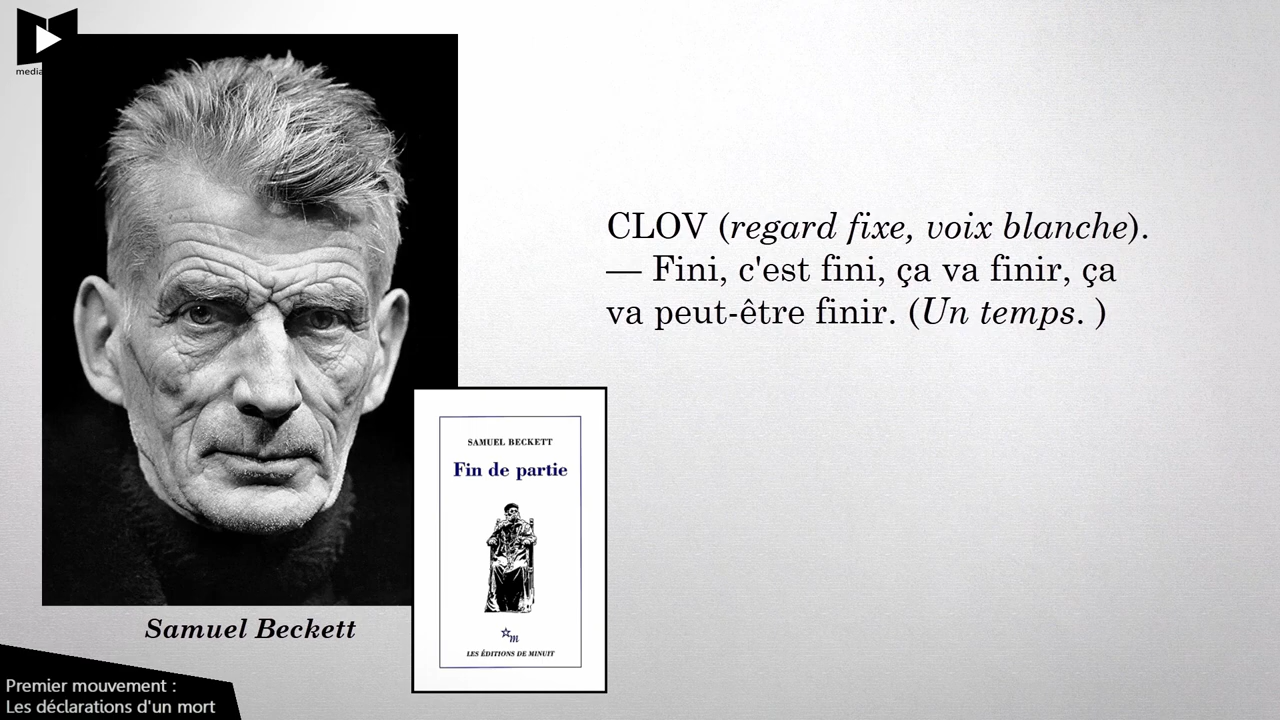 media
CLOV (regard fixe, voix blanche).
— Fini, c'est fini, ça va finir, ça
va peut-être finir. (Un temps. )
SAMUEL BECKETT
Fin de partie
m
LES ÉDITIONS DE MINUIT
Samuel Beckett
Premier mouvement :
Les déclarations d'un mort